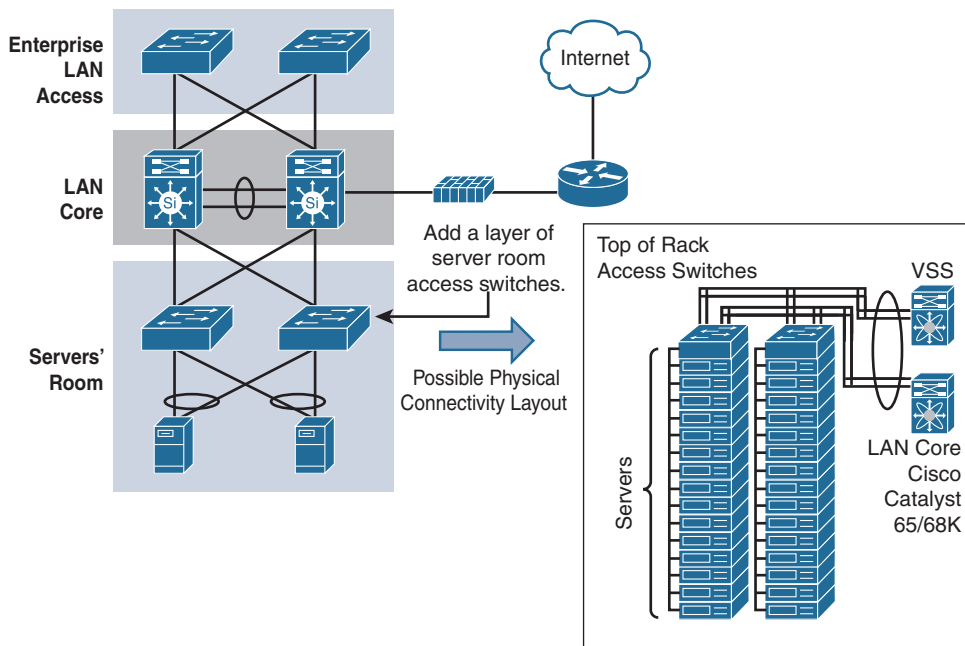 Enterprise
LAN
Access
Internet
LAN
Core
Si
Si
Add a layer of
server room
access switches.
Servers'
Room
Possible Physical
Connectivity Layout
Top of Rack
Access Switches
VSS
Servers
LAN Core
Cisco
Catalyst
65/68K